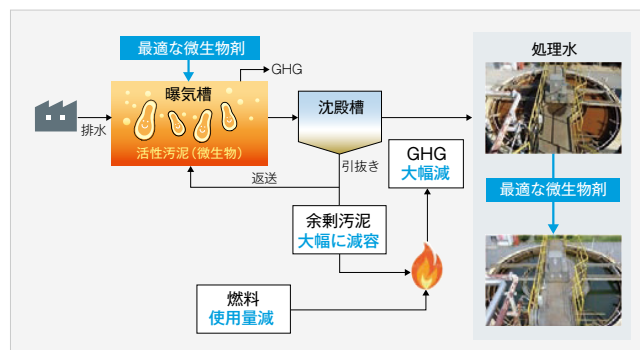 最適な微生物剤
GHG
曝気槽
活性汚泥(微生物)
排水
沈殿槽
引抜き
返送
余剰汚泥
大幅に減容
燃料
使用量減
GHG
大幅減
処理水
最適な微生物剤